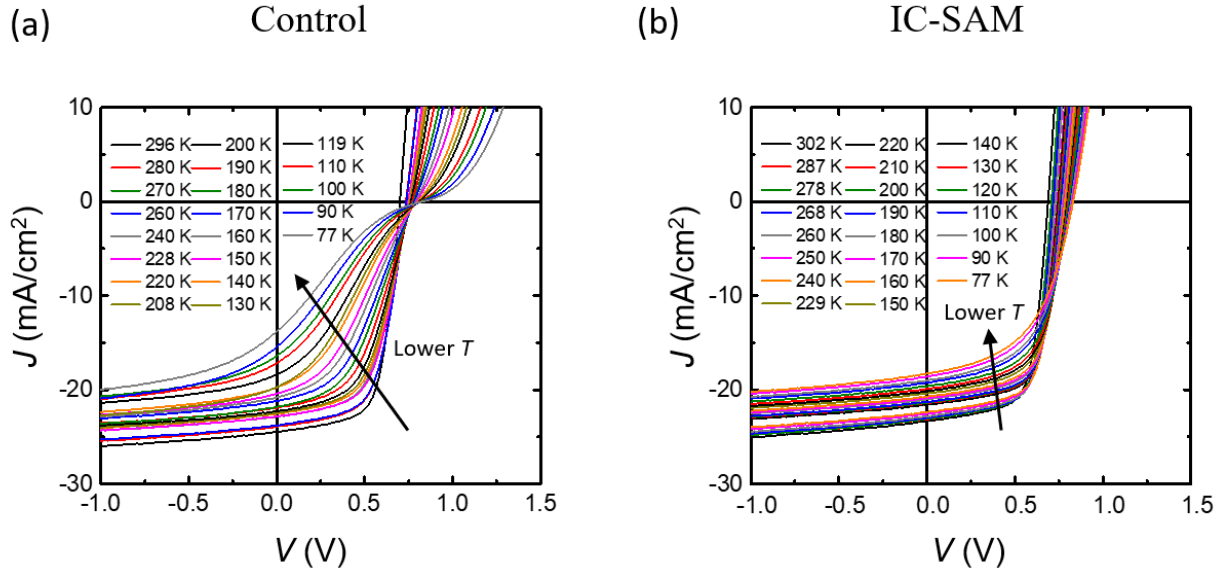 (a) Control
10
0
-10
-20
-30
J (mA/cm²)
296 K 200 K 119 K
280 K 190 K 110 K
270 K 180 K 100 K
260 K 170 K 90 K
240 K 160 K 77 K
228 K 150 K
220 K 140 K
208 K 130 K
Lower T
-1.0 -0.5 0.0 0.5 1.0 1.5
V (V)
(b) IC-SAM
10
0
-10
-20
-30
J (mA/cm²)
302 K 220 K 140 K
287 K 210 K 130 K
278 K 200 K 120 K
268 K 190 K 110 K
260 K 180 K 100 K
250 K 170 K 90 K
240 K 160 K 77 K
229 K 150 K
Lower T
-1.0 -0.5 0.0 0.5 1.0 1.5
V (V)